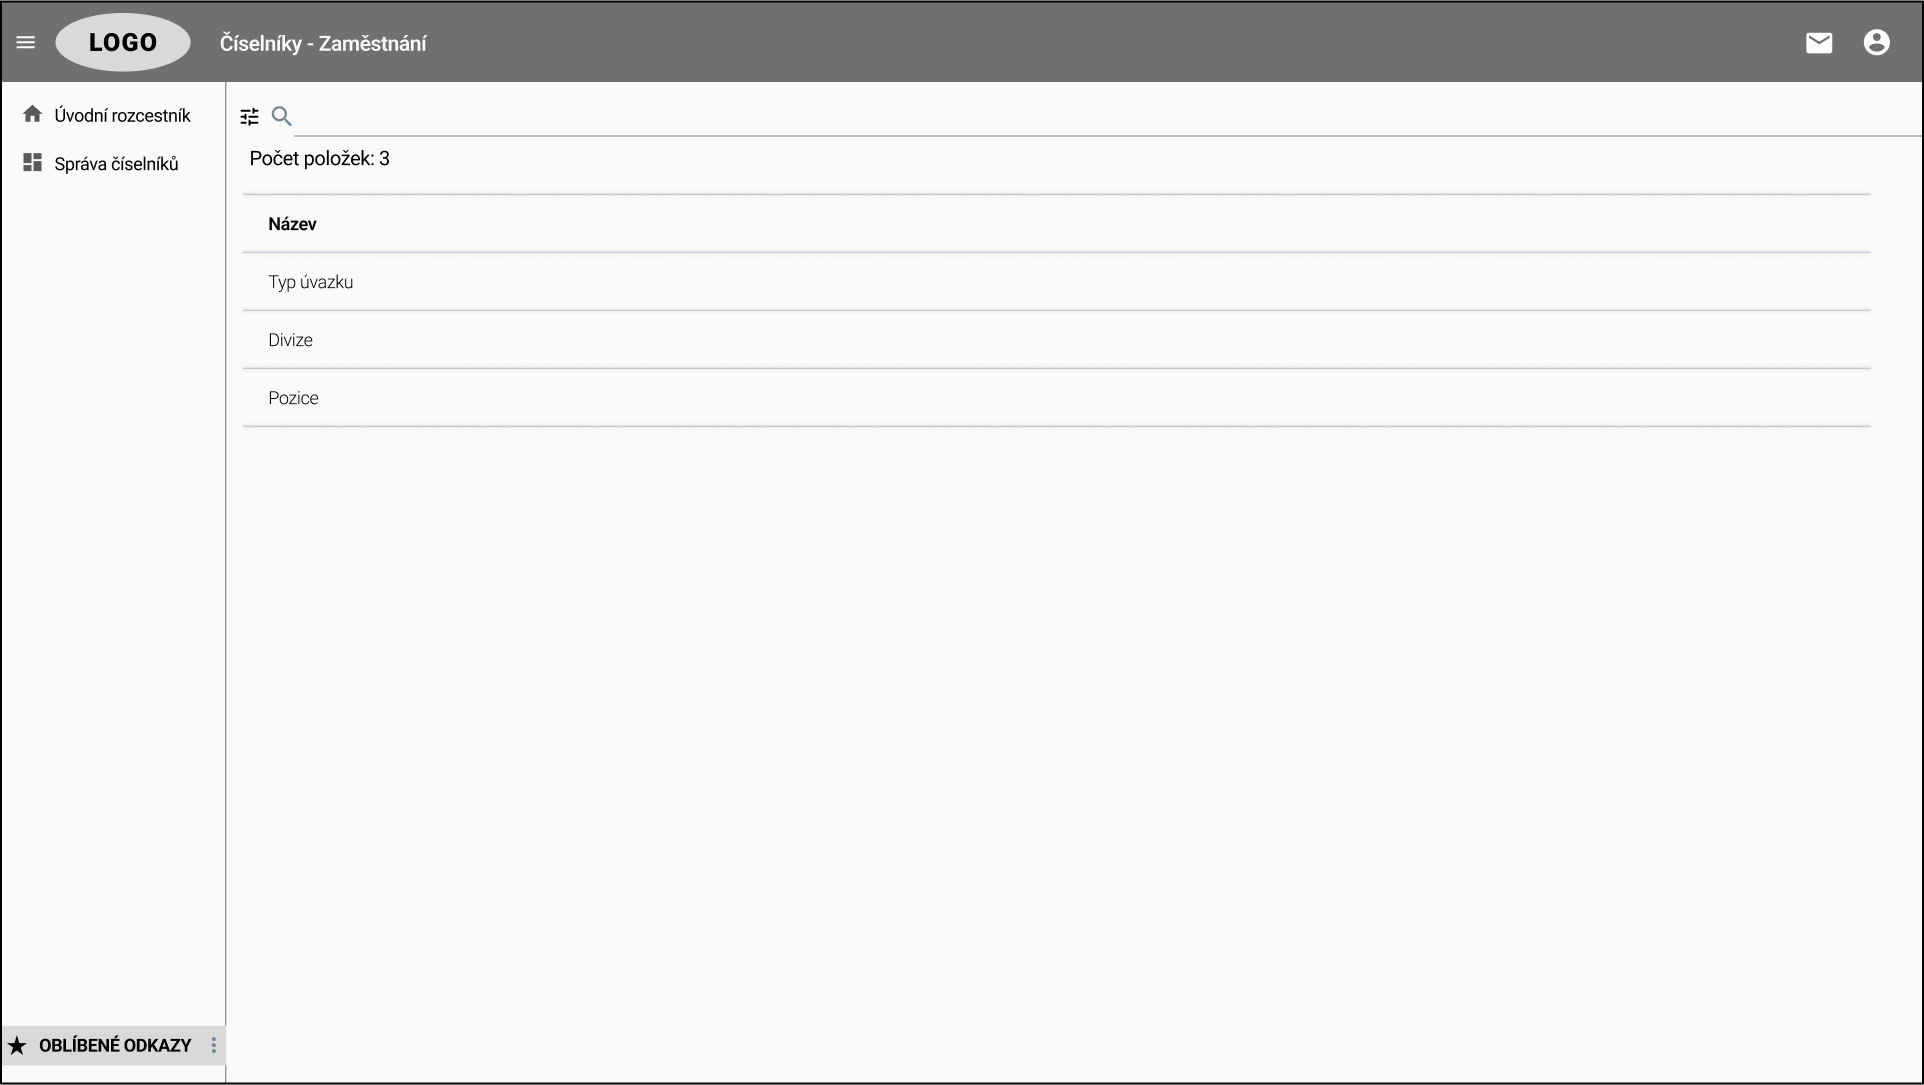 LOGO
Číselníky - Zaměstnání
Úvodní rozcestník
Správa číselníků
Počet položek: 3
Název
Typ úvazku
Divize
Pozice
OBLÍBENÉ ODKAZY